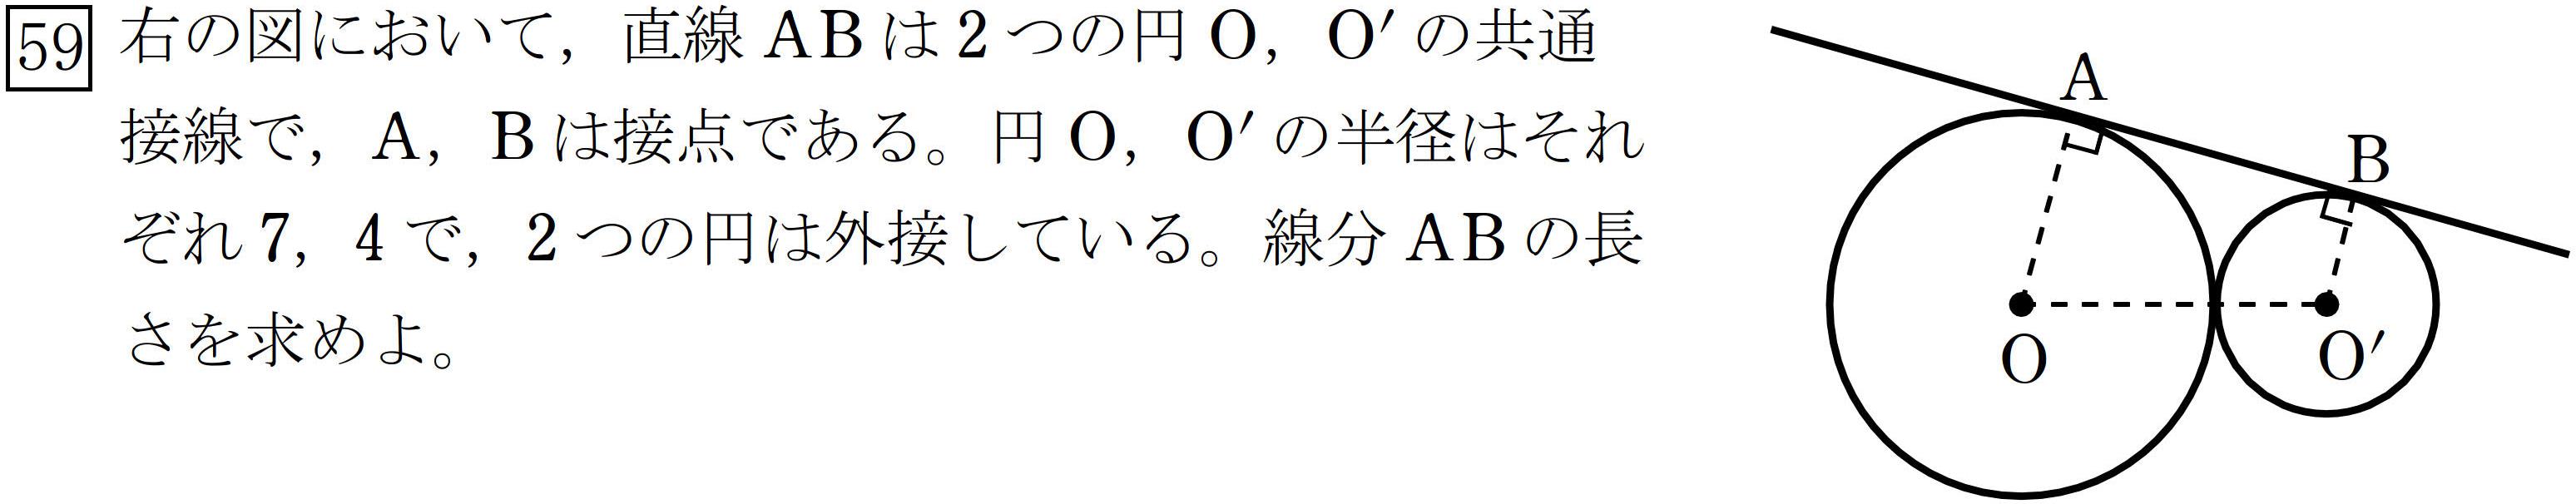 59 右の図において，直線 AB は 2 つの円 O，O′ の共通
接線で，A，B は接点である。円 O，O′ の半径はそれ
ぞれ 7，4 で，2 つの円は外接している。線分 AB の長
さを求めよ。
A
B
O
O′